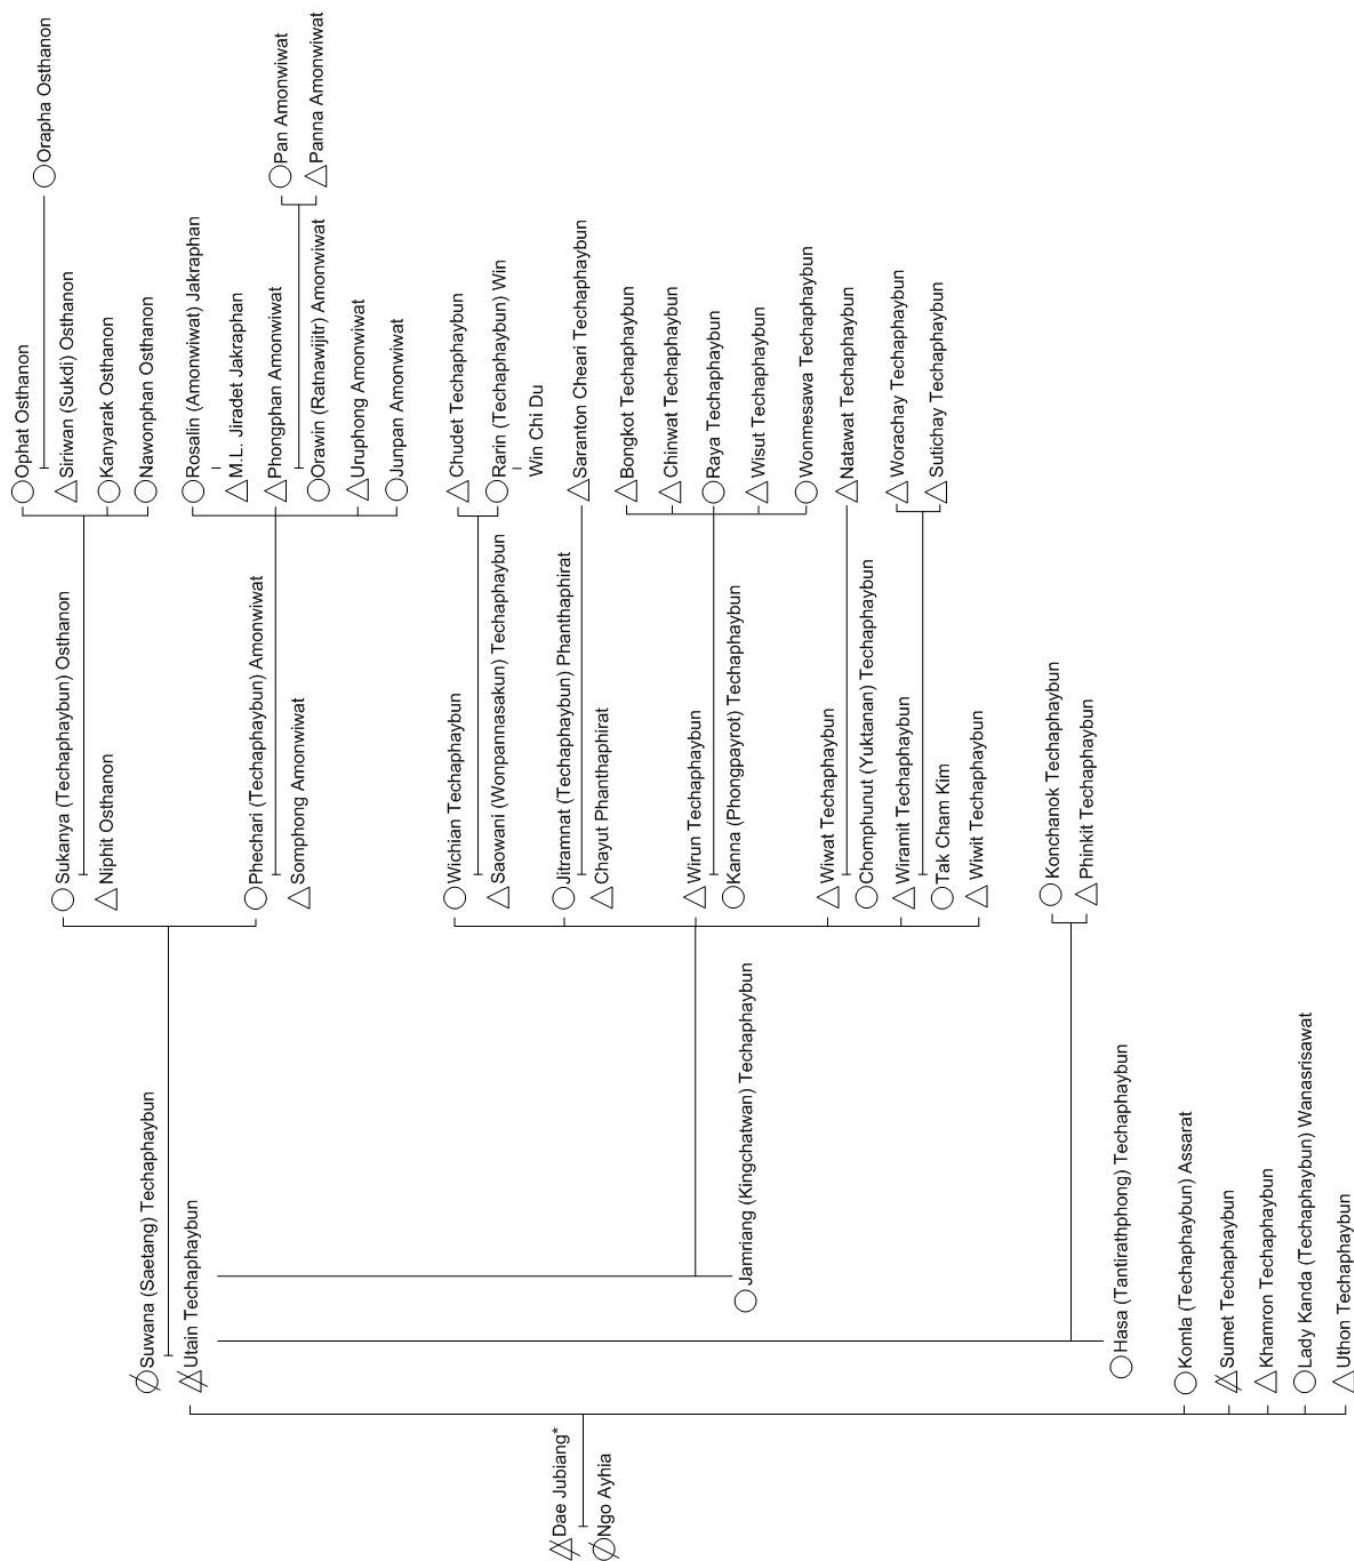 Dae Jubiang*
Ngo Ayhia
Suwana (Saetang) Techaphaybun
Utain Techaphaybun
Jamriang (Kingchatwan) Techaphaybun
Hasa (Tantirathphong) Techaphaybun
Komla (Techaphaybun) Assarat
Sumet Techaphaybun
Khamron Techaphaybun
Lady Kanda (Techaphaybun) Wanasrisawat
Uthon Techaphaybun
Sukanya (Techaphaybun) Osthanon
Niphit Osthanon
Phechari (Techaphaybun) Amonwiwat
Somphong Amonwiwat
Wichian Techaphaybun
Saowani (Wonpannasakun) Techaphaybun
Jitramnat (Techaphaybun) Phanthaphirat
Chayut Phanthaphirat
Wirun Techaphaybun
Kanna (Phongpayrot) Techaphaybun
Wiwat Techaphaybun
Chomphunut (Yuktanan) Techaphaybun
Wiramit Techaphaybun
Tak Cham Kim
Wiwit Techaphaybun
Konchanok Techaphaybun
Phinkit Techaphaybun
Ophat Osthanon
Siriwan (Sukdi) Osthanon
Kanyarak Osthanon
Nawonphan Osthanon
Rosalin (Amonwiwat) Jakraphan
M.L. Jiradet Jakraphan
Phongphan Amonwiwat
Orawin (Ratnawijitr) Amonwiwat
Uruphong Amonwiwat
Junpan Amonwiwat
Chudet Techaphaybun
Rarin (Techaphaybun) Win
Win Chi Du
Saranton Cheari Techaphaybun
Bongkot Techaphaybun
Chinwat Techaphaybun
Raya Techaphaybun
Wisut Techaphaybun
Wonmesawa Techaphaybun
Natawat Techaphaybun
Worachay Techaphaybun
Sutichay Techaphaybun
Orapha Osthanon
Pan Amonwiwat
Panna Amonwiwat